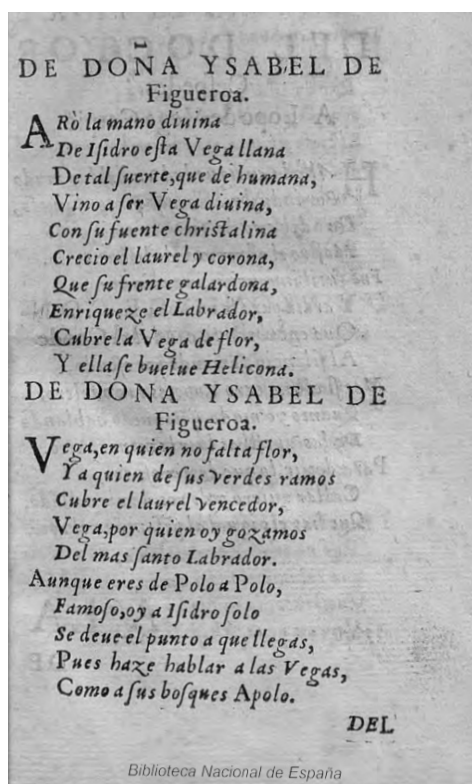 DE DOÑA YSABEL DE
Figueroa.
ARò la mano diuina
De Iſidro eſta Vega llana
De tal ſuerte, que de humana,
Vino a ſer Vega diuina,
Con ſu fuente chriſtalina
Crecio el laurel y corona,
Que ſu frente galardona,
Enriqueze el Labrador,
Cubre la Vega de flor,
Y ella ſe buelue Helicona.
DE DONA YSABEL DE
Figueroa.
Vega, en quien no falta flor,
Y a quien de ſus verdes ramos
Cubre el laurel vencedor,
Vega, por quien oy gozamos
Del mas ſanto Labrador.
Aunque eres de Polo a Polo,
Famoſo, oy a Iſidro ſolo
Se deue el punto a que llegas,
Pues haze hablar a las Vegas,
Como a ſus boſques Apolo.
DEL
Biblioteca Nacional de España